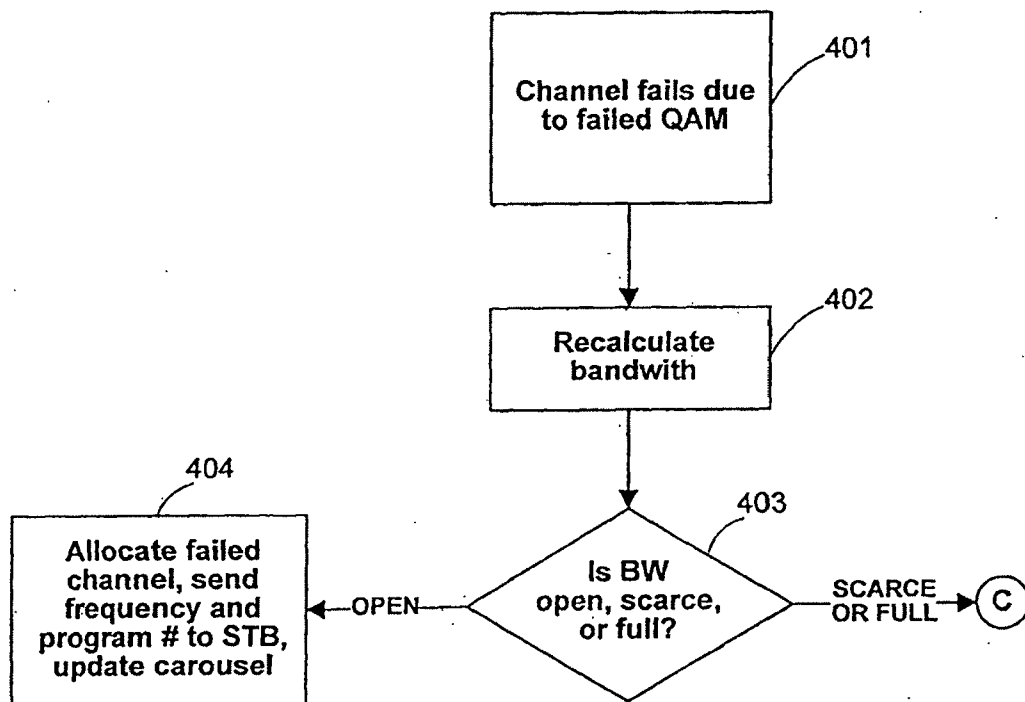 401
Channel fails due
to failed QAM
402
Recalculate
bandwith
404
403
Allocate failed
channel, send
frequency and
program # to STB,
update carousel
OPEN
Is BW
open, scarce,
or full?
SCARCE
OR FULL
C